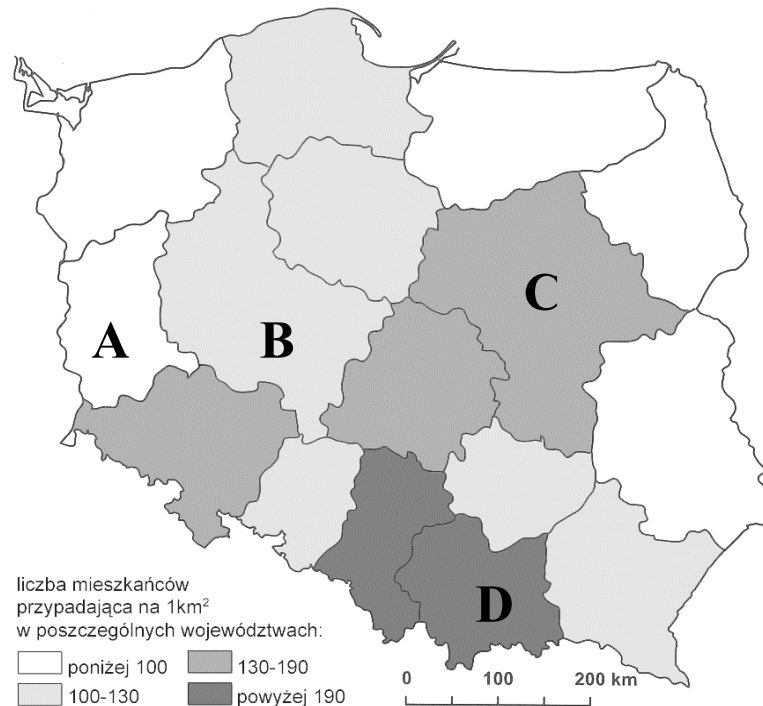 A
B
C
D
liczba mieszkańców
przypadająca na 1km²
w poszczególnych województwach:
poniżej 100
130-190
100-130
powyżej 190
0 100 200 km